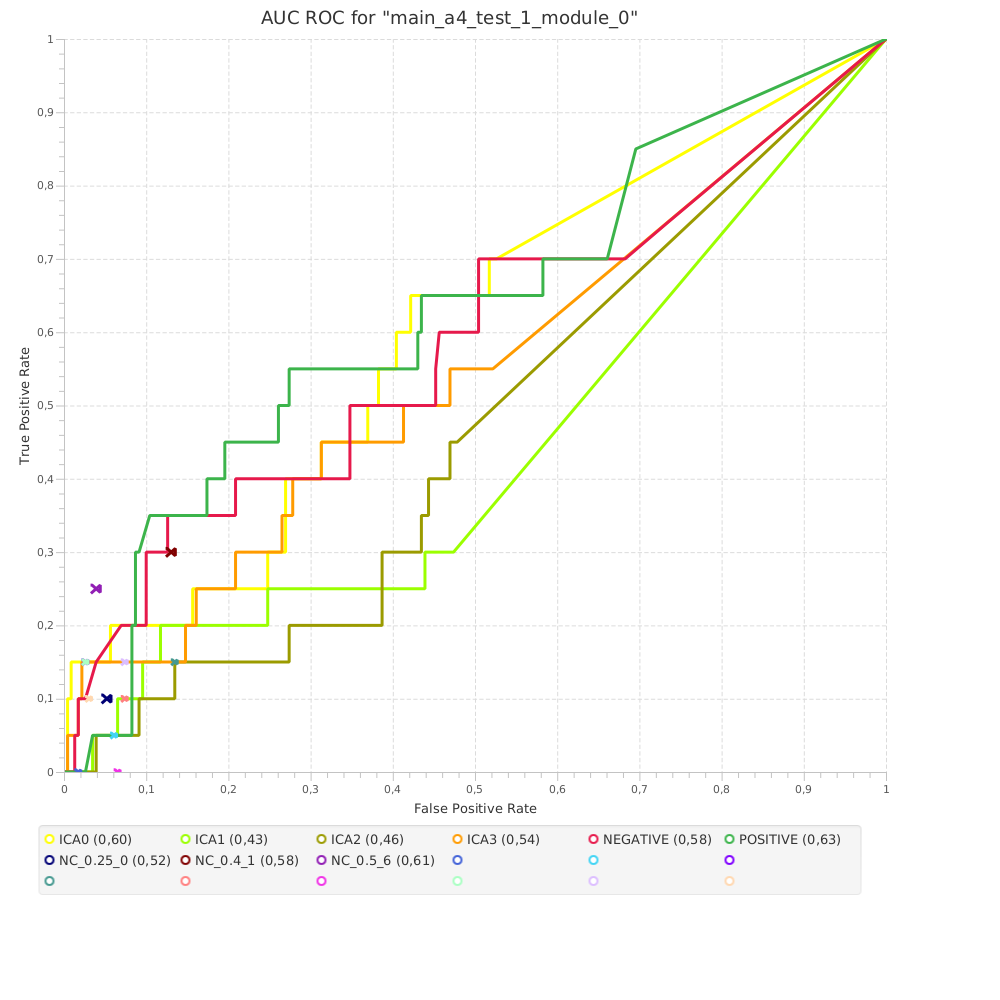 AUC ROC for "main_a4_test_1_module_0"
1
0,9
0,8
0,7
0,6
0,5
0,4
0,3
0,2
0,1
0
True Positive Rate
0 0,1 0,2 0,3 0,4 0,5 0,6 0,7 0,8 0,9 1
False Positive Rate
ICA0 (0,60) ICA1 (0,43) ICA2 (0,46) ICA3 (0,54) NEGATIVE (0,58) POSITIVE (0,63)
NC_0.25_0 (0,52) NC_0.4_1 (0,58) NC_0.5_6 (0,61)